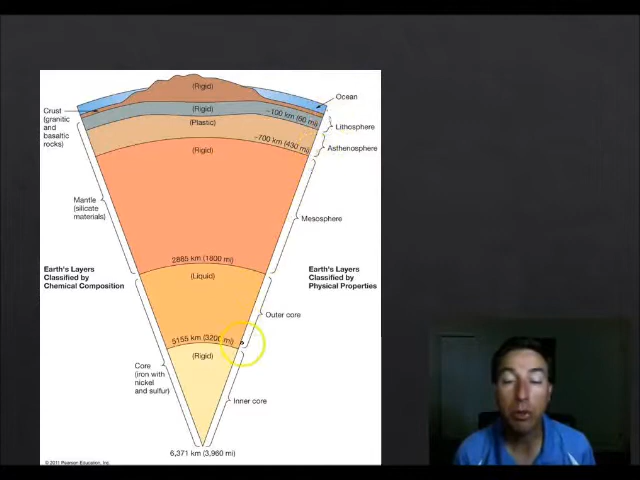 (Rigid)
Ocean
Crust
(granitic
and
basaltic
rocks)
(Rigid)
~100 km (60 mi)
(Plastic)
Lithosphere
~700 km (430 mi)
(Rigid)
Asthenosphere
Mantle
(silicate
materials)
Mesosphere
2885 km (1800 mi)
Earth's Layers
Classified by
Chemical Composition
(Liquid)
Earth's Layers
Classified by
Physical Properties
Outer core
5155 km (3200 mi)
(Rigid)
Core
(iron with
nickel
and sulfur)
Inner core
6,371 km (3,960 mi)
© 2011 Pearson Education, Inc.